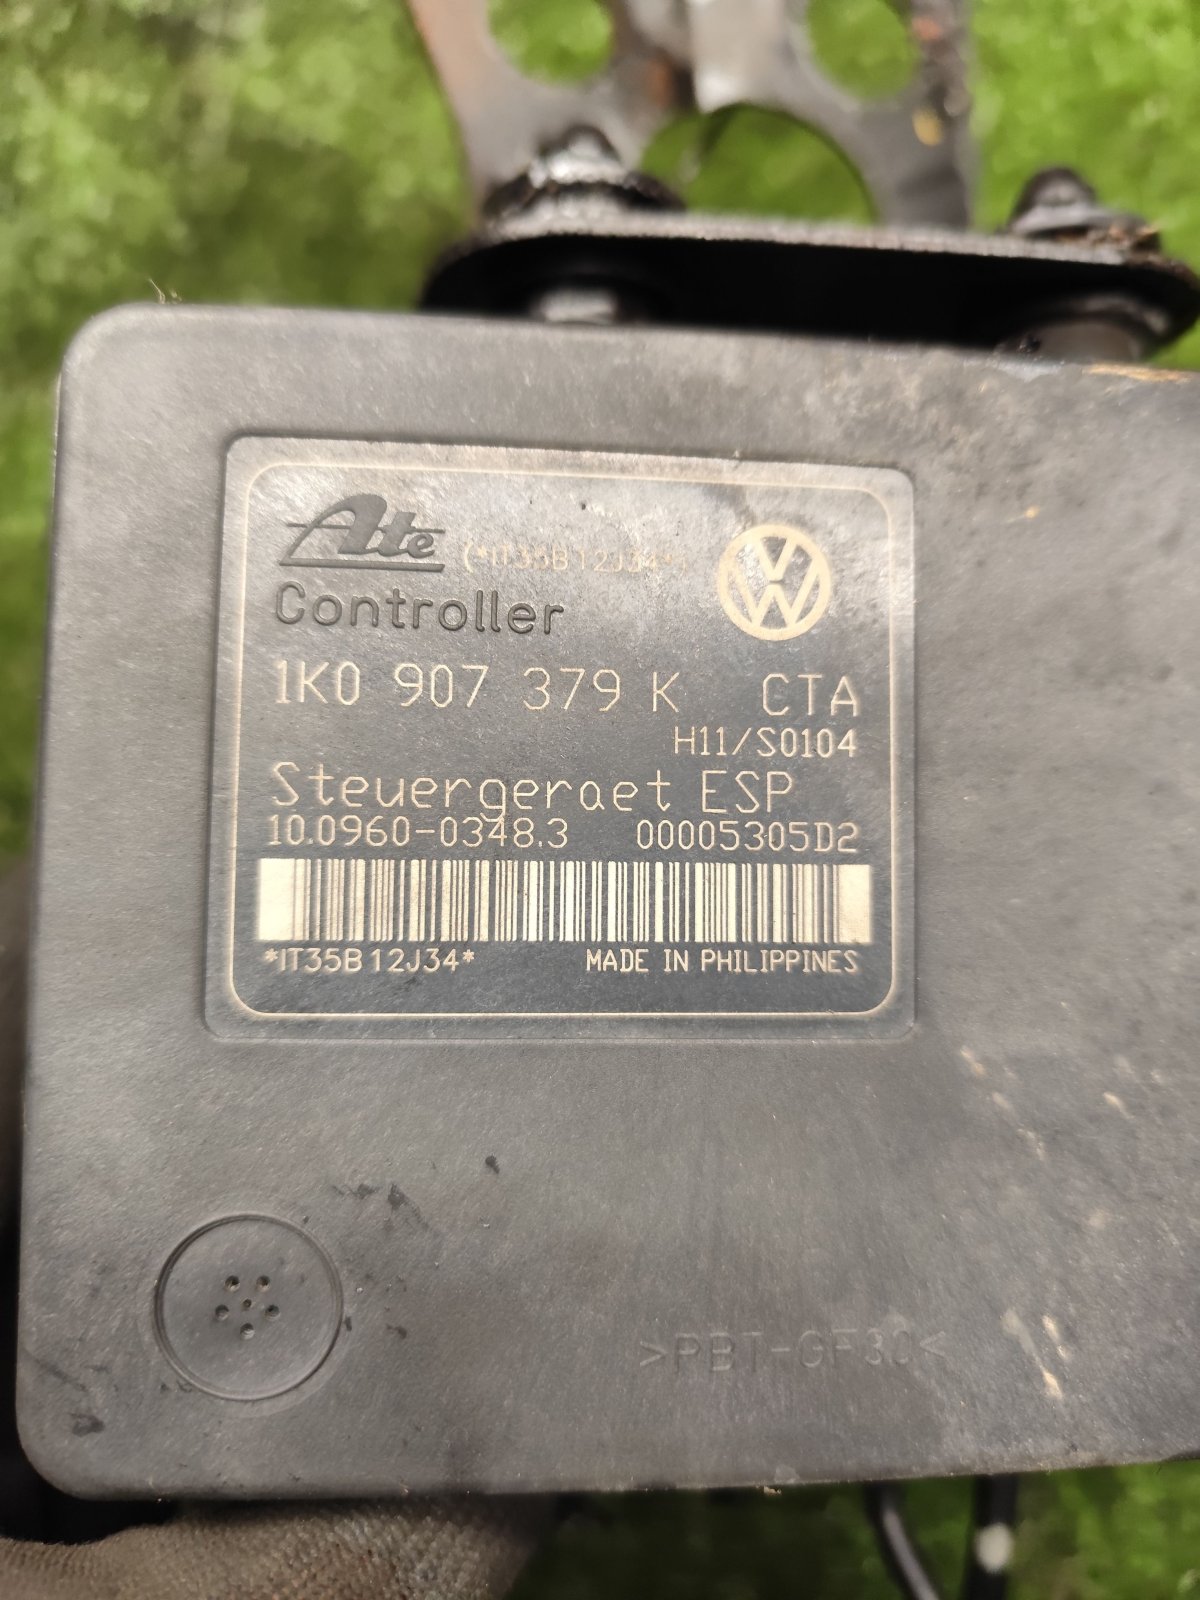 Ate (*IT35B12J34*)
Controller
1K0 907 379 K CTA
H11/S0104
Steuergeraet ESP
10.0960-0348.3 00005305D2
*IT35B12J34* MADE IN PHILIPPINES
>PBT-GF30<